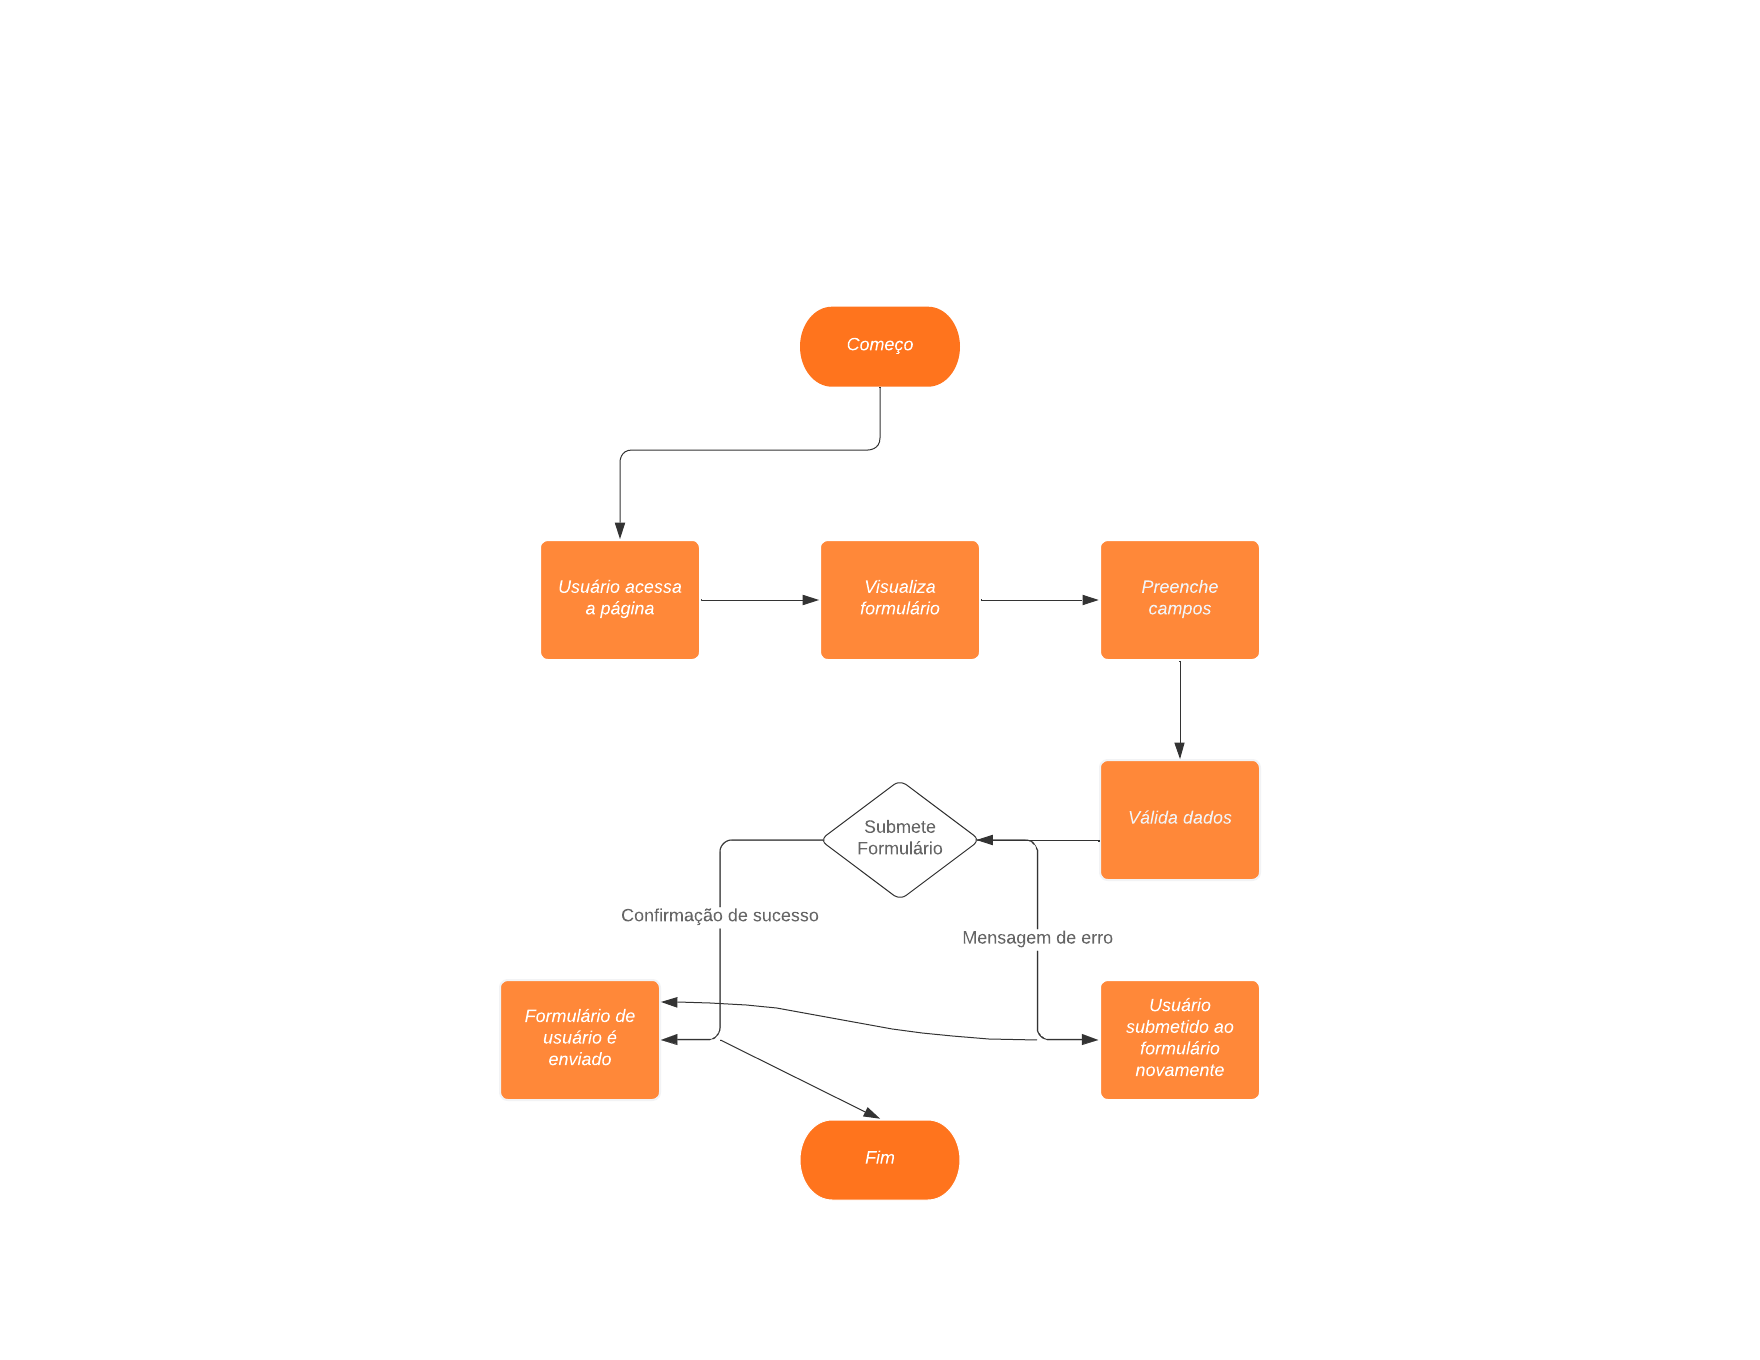 Começo
Usuário acessa
a página
Visualiza
formulário
Preenche
campos
Válida dados
Submete
Formulário
Confirmação de sucesso
Mensagem de erro
Formulário de
usuário é
enviado
Usuário
submetido ao
formulário
novamente
Fim